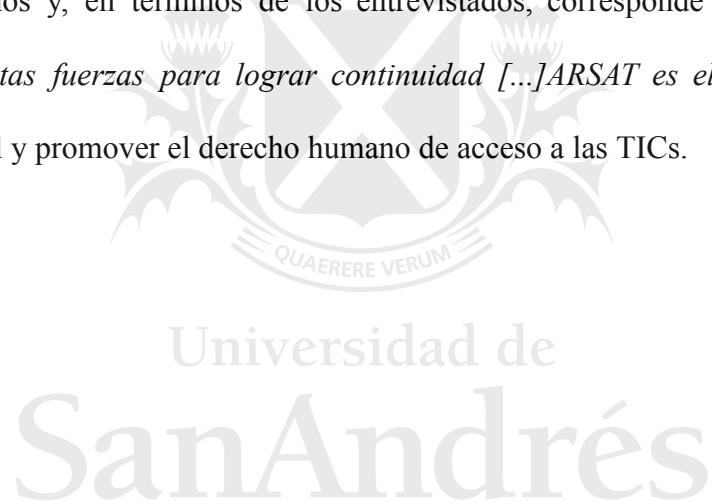 nos y, en términos de los entrevistados, corresponde
tas fuerzas para lograr continuidad [...]ARSAT es el
l y promover el derecho humano de acceso a las TICs.
QUAERERE VERUM
Universidad de
SanAndrés